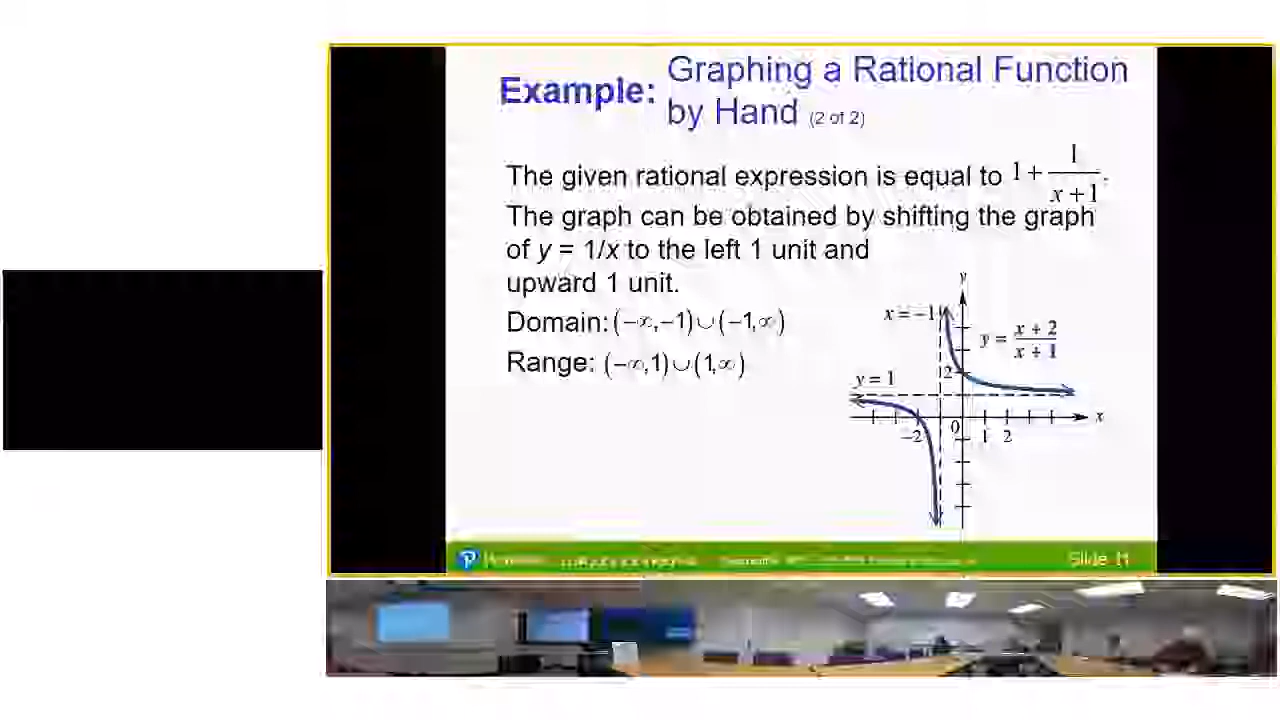 Example: Graphing a Rational Function
by Hand (2 of 2)
The given rational expression is equal to 1 + 1/(x + 1).
The graph can be obtained by shifting the graph
of y = 1/x to the left 1 unit and
upward 1 unit.
Domain: (−∞, −1) ∪ (−1, ∞)
Range: (−∞, 1) ∪ (1, ∞)
y
x = −1
y = (x + 2)/(x + 1)
2
y = 1
x
−2
0
1
2
Slide 11